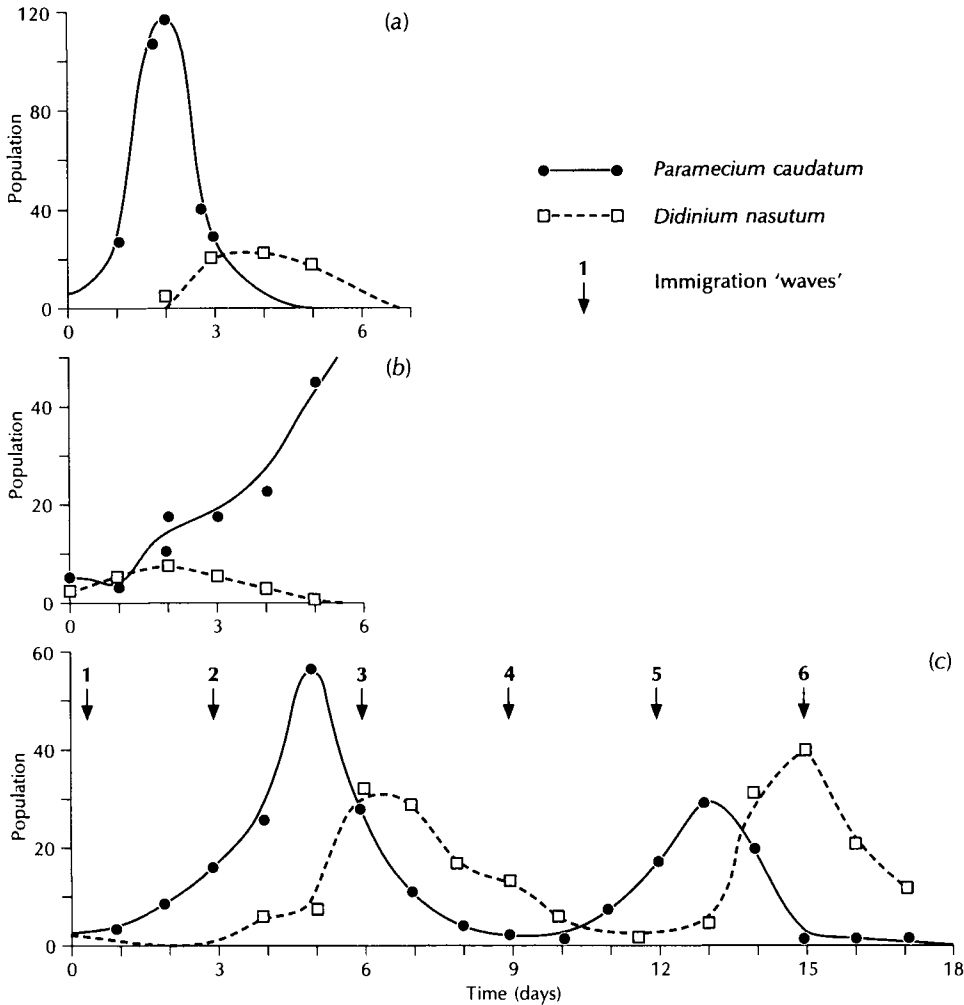 120
(a)
80
40
0
Population
0 3 6
Paramecium caudatum
Didinium nasutum
1
Immigration 'waves'
(b)
40
20
0
Population
0 3 6
(c)
60
40
20
0
Population
1 2 3 4 5 6
0 3 6 9 12 15 18
Time (days)